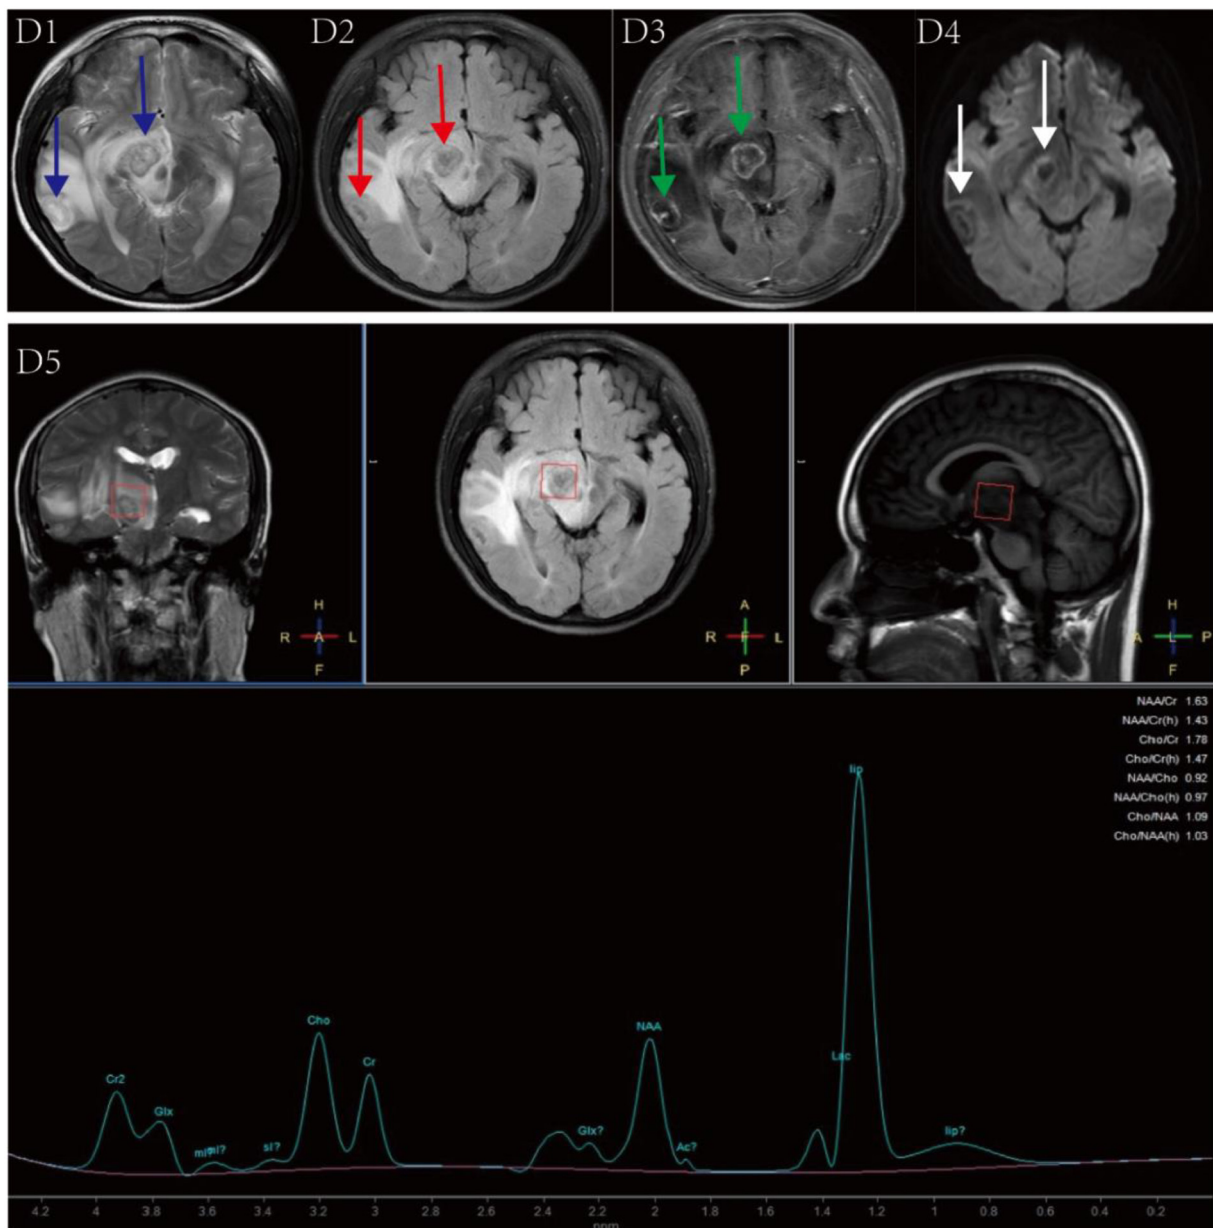 D1 D2 D3 D4
D5
H
R A L
F
A
R F L
P
H
A L P
F
NAA/Cr 1.63
NAA/Cr(h) 1.43
Cho/Cr 1.78
Cho/Cr(h) 1.47
NAA/Cho 0.92
NAA/Cho(h) 0.97
Cho/NAA 1.09
Cho/NAA(h) 1.03
lip
Cho
NAA
Lac
Cr
Cr2
Glx
Glx?
Ac?
lip?
sI?
4.2 4 3.8 3.6 3.4 3.2 3 2.8 2.6 2.4 2.2 2 1.8 1.6 1.4 1.2 1 0.8 0.6 0.4 0.2
ppm